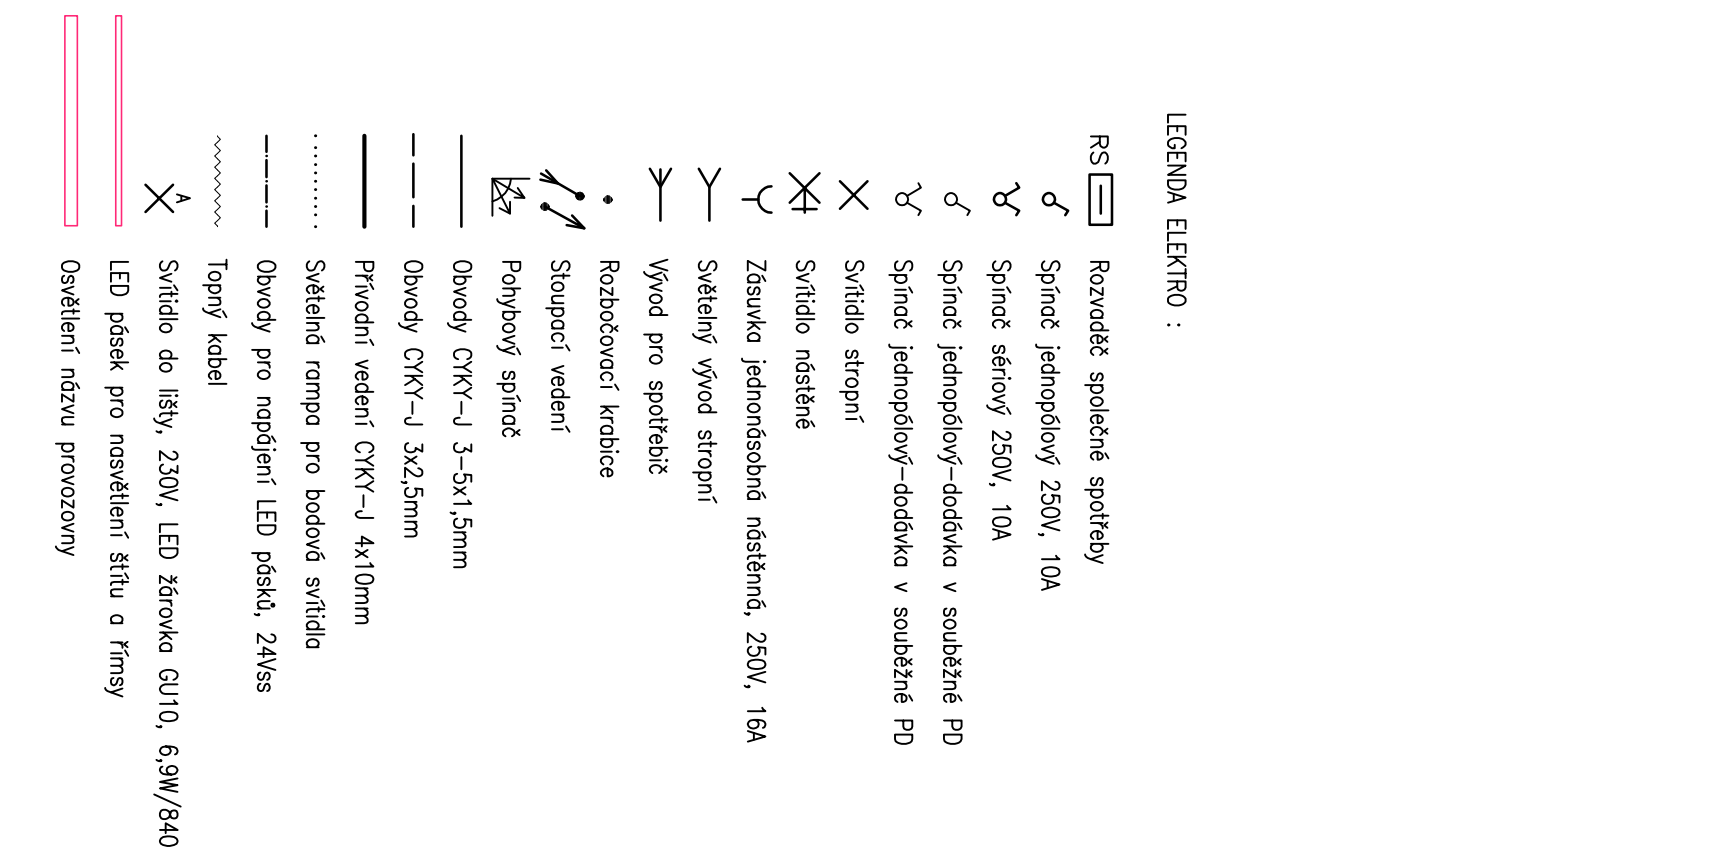 LEGENDA ELEKTRO :
RS Rozvaděč společné spotřeby
Spínač jednopólový 250V, 10A
Spínač sériový 250V, 10A
Spínač jednopólový-dodávka v souběžné PD
Spínač jednopólový-dodávka v souběžné PD
Svítidlo stropní
Svítidlo nástěné
Zásuvka jednonásobná nástěnná, 250V, 16A
Světelný vývod stropní
Vývod pro spotřebič
Rozbočovací krabice
Stoupací vedení
Pohybový spínač
Obvody CYKY-J 3-5x1,5mm
Obvody CYKY-J 3x2,5mm
Přívodní vedení CYKY-J 4x10mm
Světelná rampa pro bodová svítidla
Obvody pro napájení LED pásků, 24Vss
Topný kabel
A Svítidlo do lišty, 230V, LED žárovka GU10, 6,9W/840
LED pásek pro nasvětlení štítu a římsy
Osvětlení názvu provozovny